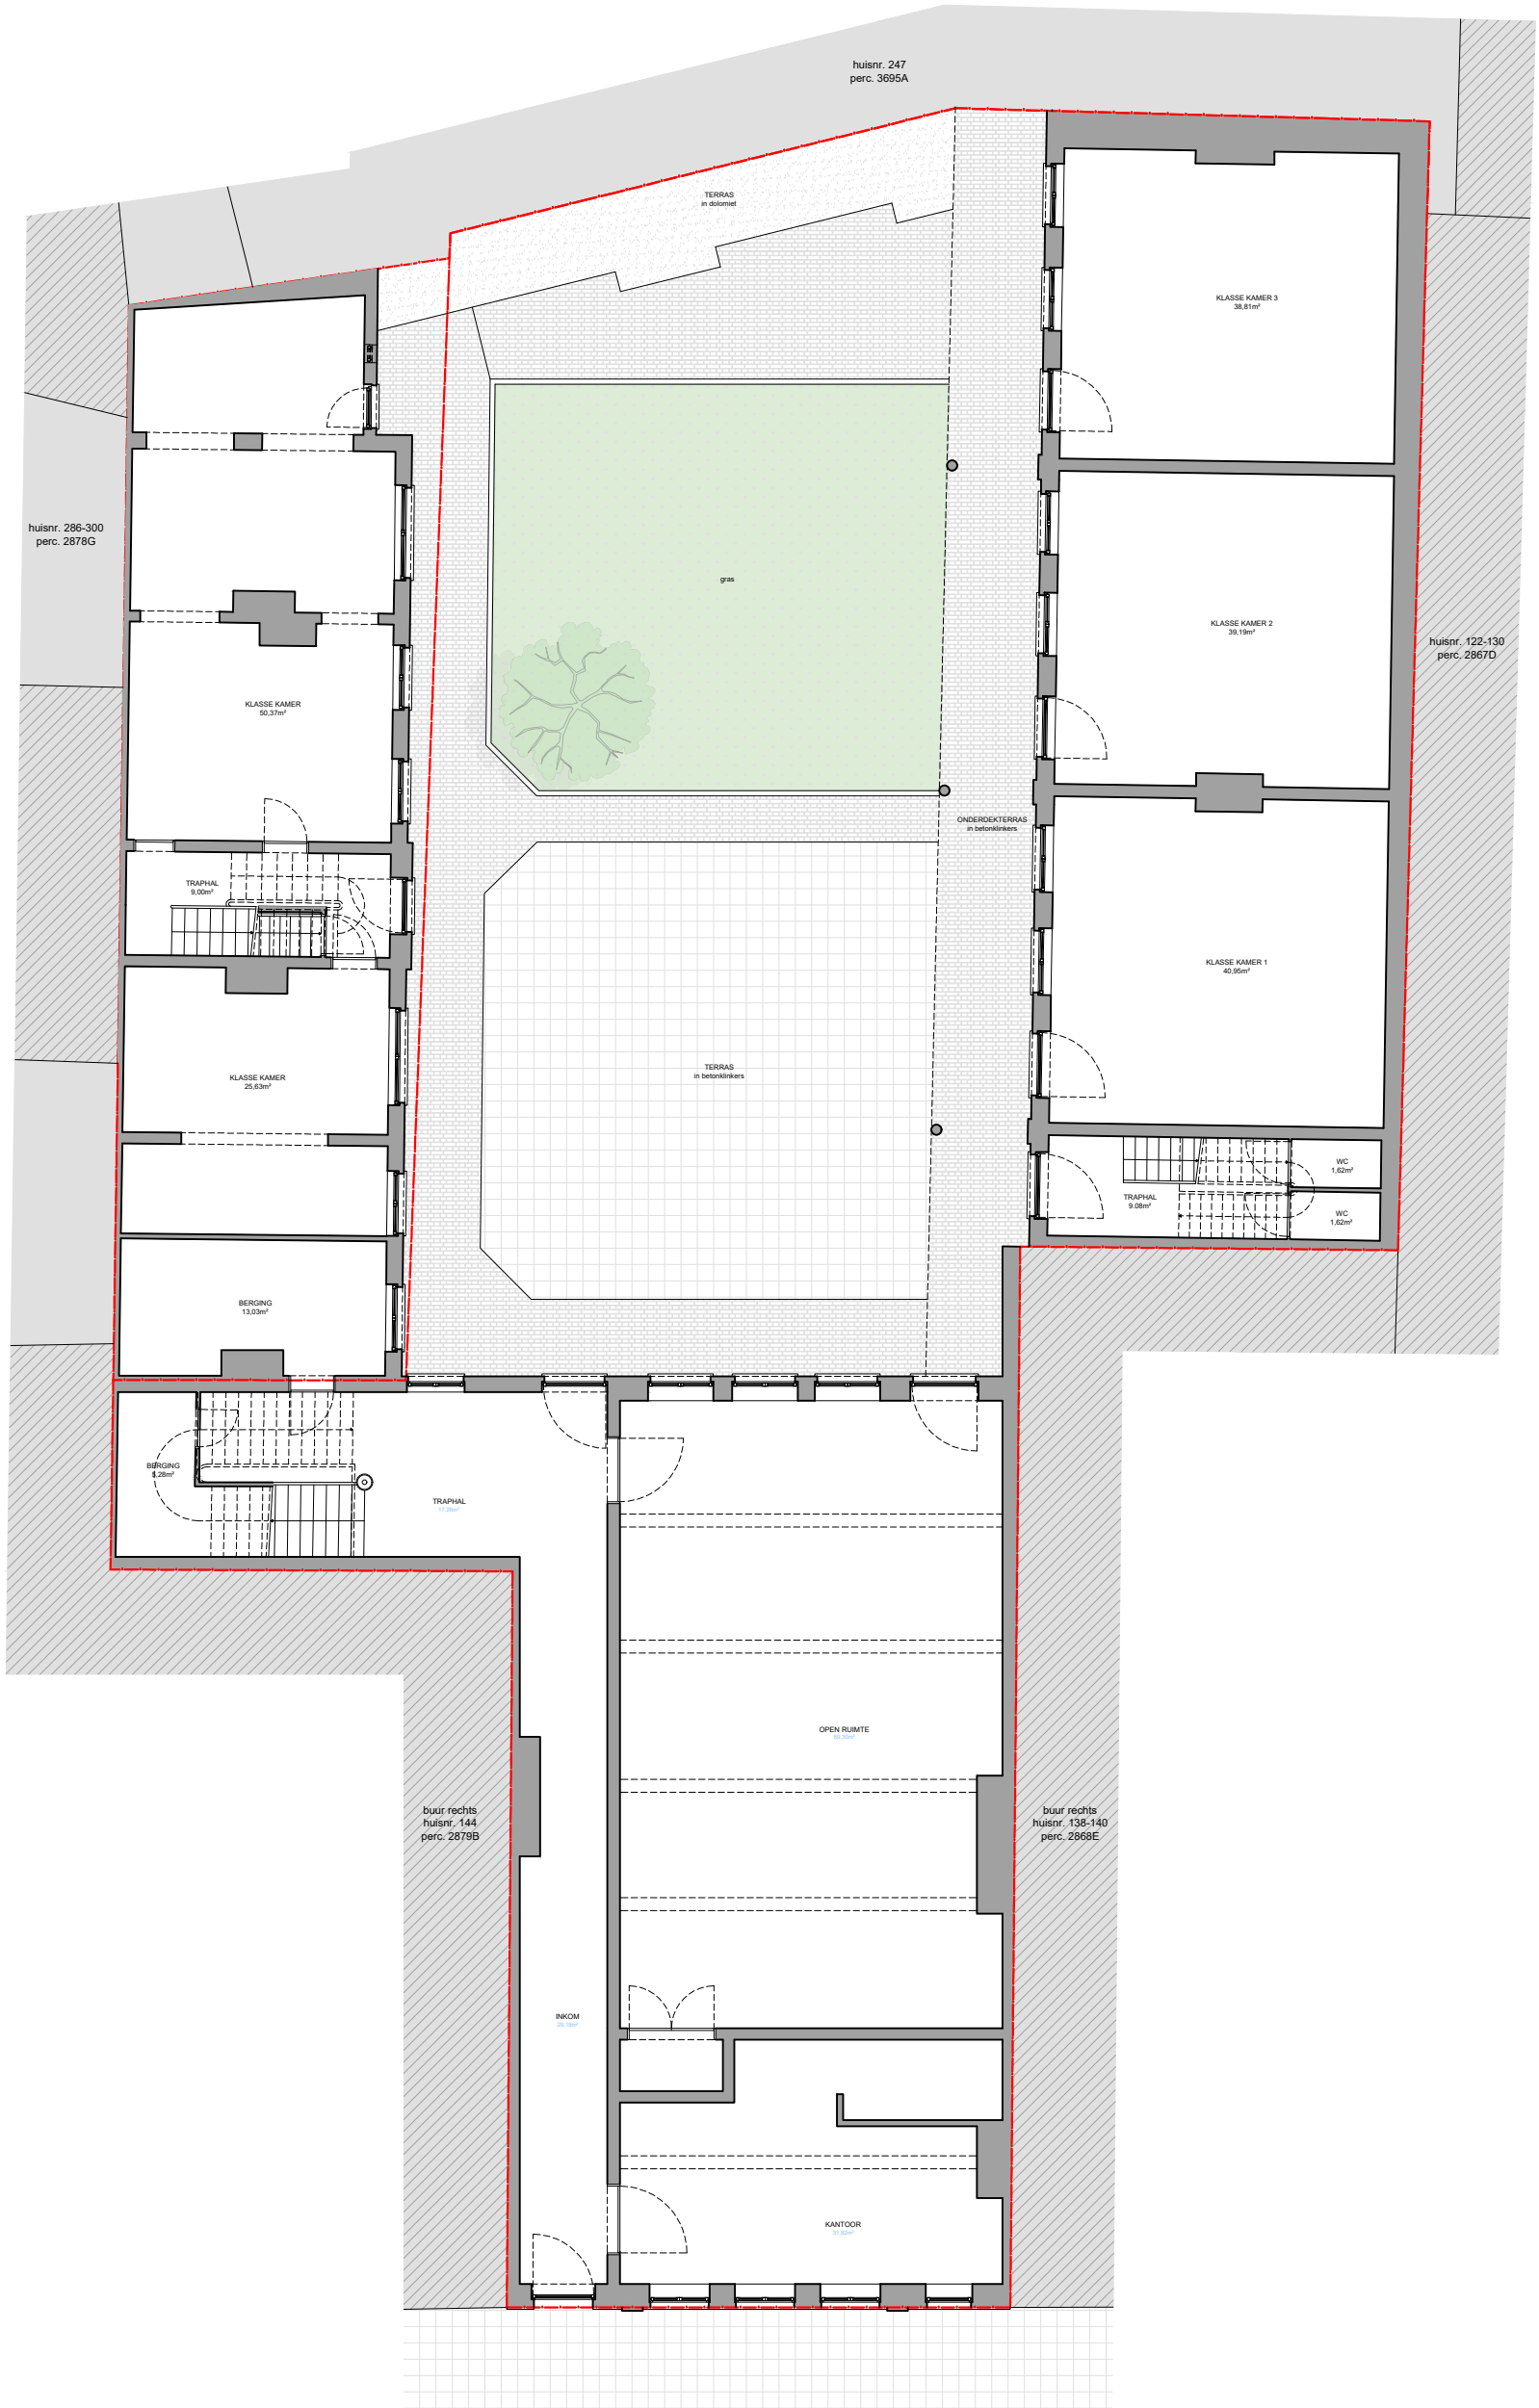 huisnr. 247
perc. 3695A
TERRAS
in dolomiet
KLASSE KAMER 3
38,81m²
huisnr. 286-300
perc. 2878G
gras
KLASSE KAMER 2
39,19m²
huisnr. 122-130
perc. 2867D
KLASSE KAMER
50,37m²
ONDERDEKTERRAS
in betonklinkers
TRAPHAL
9,00m²
KLASSE KAMER 1
40,95m²
KLASSE KAMER
25,63m²
TERRAS
in betonklinkers
WC
1,62m²
TRAPHAL
9.08m²
WC
1,62m²
BERGING
13,03m²
BERGING
5,28m²
TRAPHAL
OPEN RUIMTE
buur rechts
huisnr. 144
perc. 2879B
buur rechts
huisnr. 138-140
perc. 2868E
INKOM
KANTOOR